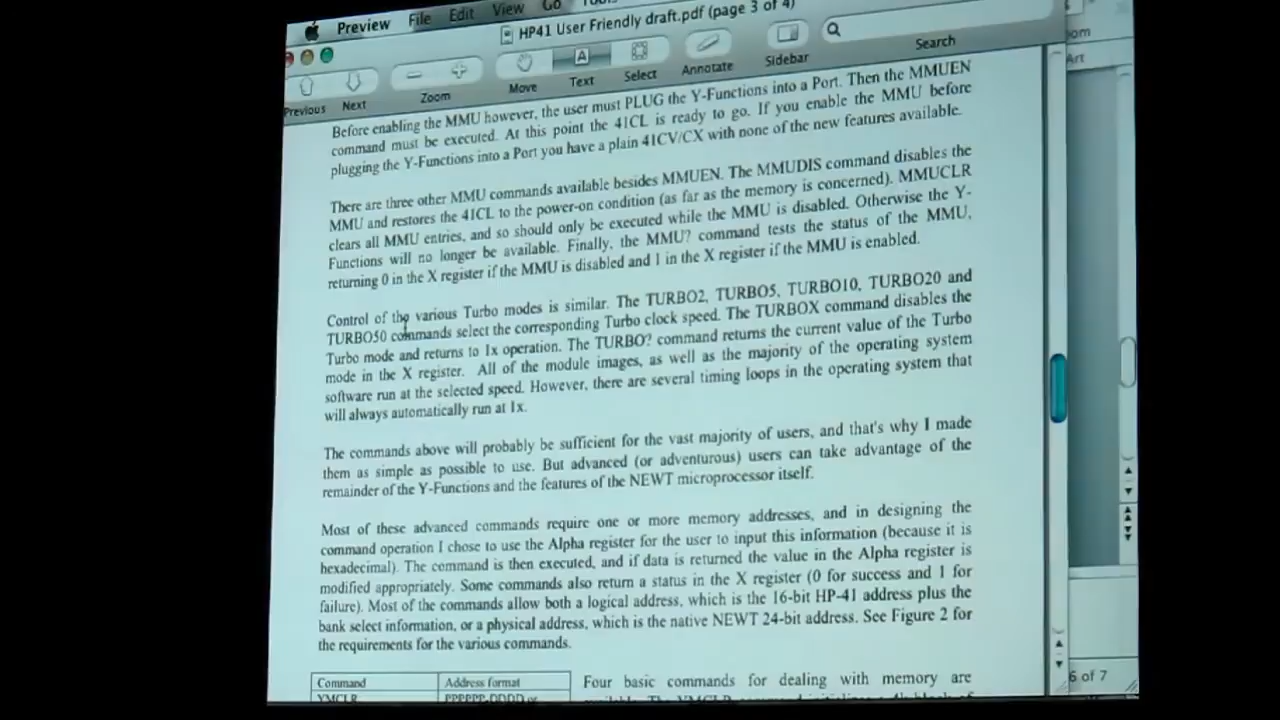 Preview File Edit View Go Tools
HP41 User Friendly draft.pdf (page 3 of 4)
Previous Next Zoom Move Text Select Annotate Sidebar Search
Before enabling the MMU however, the user must PLUG the Y-Functions into a Port. Then the MMUEN
command must be executed. At this point the 41CL is ready to go. If you enable the MMU before
plugging the Y-Functions into a Port you have a plain 41CV/CX with none of the new features available.
There are three other MMU commands available besides MMUEN. The MMUDIS command disables the
MMU and restores the 41CL to the power-on condition (as far as the memory is concerned). MMUCLR
clears all MMU entries, and so should only be executed while the MMU is disabled. Otherwise the Y-
Functions will no longer be available. Finally, the MMU? command tests the status of the MMU,
returning 0 in the X register if the MMU is disabled and 1 in the X register if the MMU is enabled.
Control of the various Turbo modes is similar. The TURBO2, TURBO5, TURBO10, TURBO20 and
TURBO50 commands select the corresponding Turbo clock speed. The TURBOX command disables the
Turbo mode and returns to 1x operation. The TURBO? command returns the current value of the Turbo
mode in the X register. All of the module images, as well as the majority of the operating system
software run at the selected speed. However, there are several timing loops in the operating system that
will always automatically run at 1x.
The commands above will probably be sufficient for the vast majority of users, and that's why I made
them as simple as possible to use. But advanced (or adventurous) users can take advantage of the
remainder of the Y-Functions and the features of the NEWT microprocessor itself.
Most of these advanced commands require one or more memory addresses, and in designing the
command operation I chose to use the Alpha register for the user to input this information (because it is
hexadecimal). The command is then executed, and if data is returned the value in the Alpha register is
modified appropriately. Some commands also return a status in the X register (0 for success and 1 for
failure). Most of the commands allow both a logical address, which is the 16-bit HP-41 address plus the
bank select information, or a physical address, which is the native NEWT 24-bit address. See Figure 2 for
the requirements for the various commands.
Command Address format
YMCLR PPPPPP-DDDD or
Four basic commands for dealing with memory are
oom
Art
6 of 7